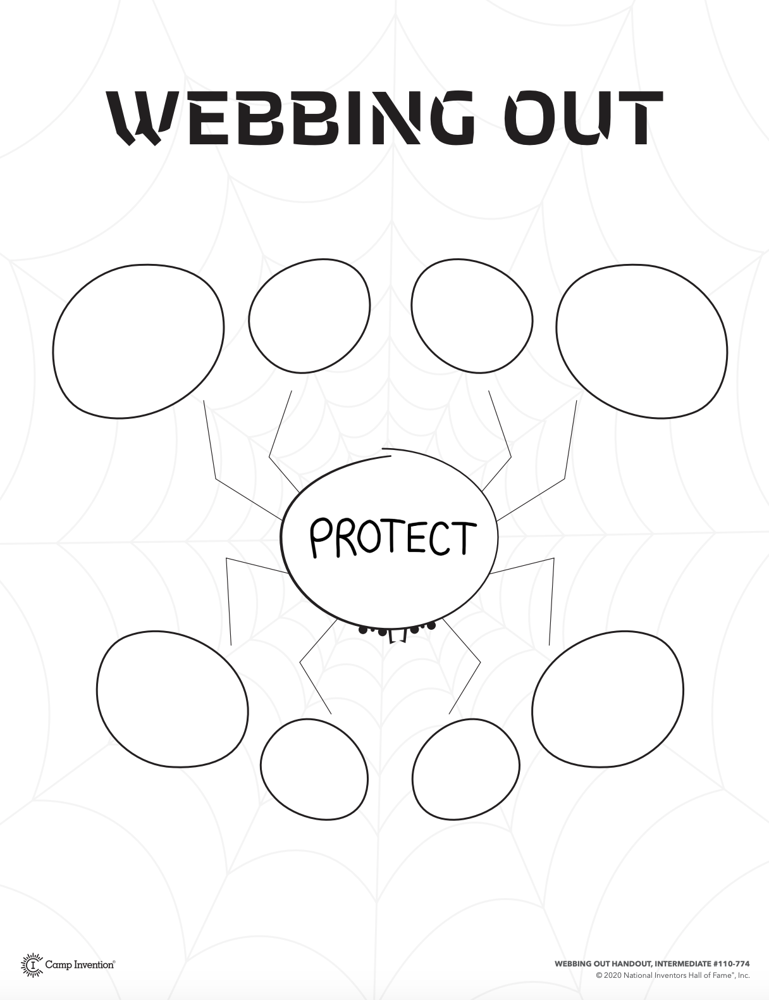 WEBBING OUT
PROTECT
Camp Invention®
WEBBING OUT HANDOUT, INTERMEDIATE #110-774
© 2020 National Inventors Hall of Fame®, Inc.